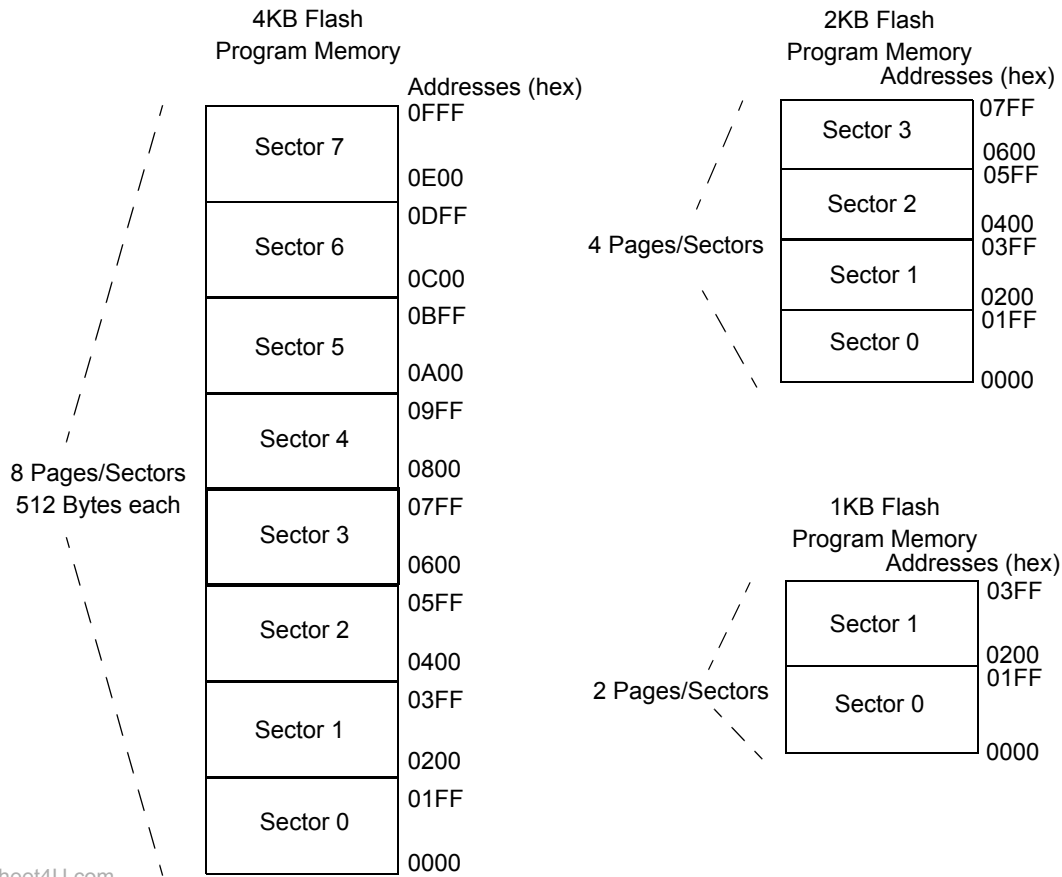 4KB Flash
Program Memory
Addresses (hex)
0FFF
Sector 7
0E00
0DFF
Sector 6
0C00
0BFF
Sector 5
0A00
09FF
Sector 4
0800
8 Pages/Sectors
512 Bytes each
07FF
Sector 3
0600
05FF
Sector 2
0400
03FF
Sector 1
0200
01FF
Sector 0
0000
2KB Flash
Program Memory
Addresses (hex)
07FF
Sector 3
0600
05FF
Sector 2
0400
4 Pages/Sectors
03FF
Sector 1
0200
01FF
Sector 0
0000
1KB Flash
Program Memory
Addresses (hex)
03FF
Sector 1
0200
2 Pages/Sectors
01FF
Sector 0
0000